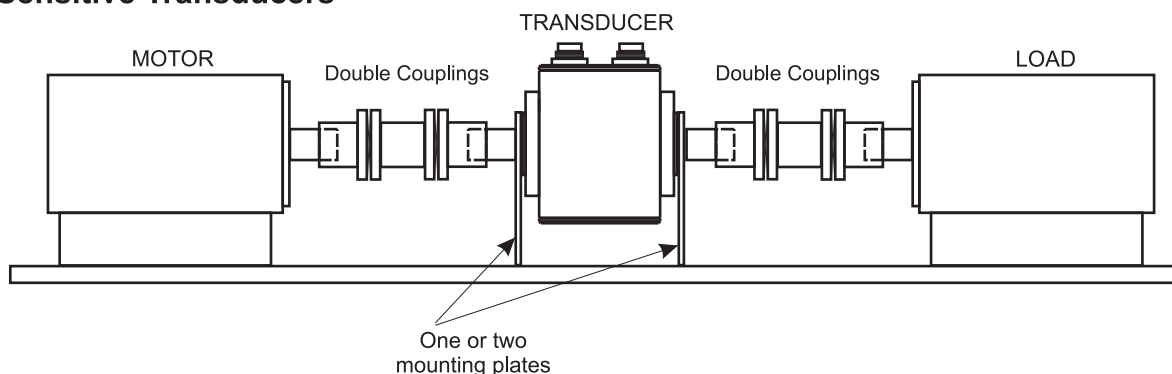 Sensitive Transducers
TRANSDUCER
MOTOR
Double Couplings
Double Couplings
LOAD
One or two
mounting plates